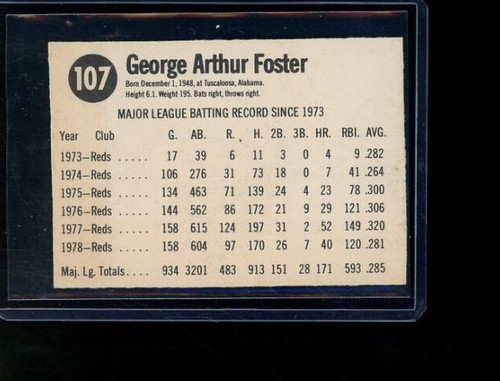 107
George Arthur Foster
Born December 1, 1948, at Tuscaloosa, Alabama.
Height 6.1. Weight 195. Bats right, throws right.
MAJOR LEAGUE BATTING RECORD SINCE 1973
Year Club G. AB. R. H. 2B. 3B. HR. RBI. AVG.
1973—Reds ..... 17 39 6 11 3 0 4 9 .282
1974—Reds ..... 106 276 31 73 18 0 7 41 .264
1975—Reds ..... 134 463 71 139 24 4 23 78 .300
1976—Reds ..... 144 562 86 172 21 9 29 121 .306
1977—Reds ..... 158 615 124 197 31 2 52 149 .320
1978—Reds ..... 158 604 97 170 26 7 40 120 .281
Maj. Lg. Totals.... 934 3201 483 913 151 28 171 593 .285